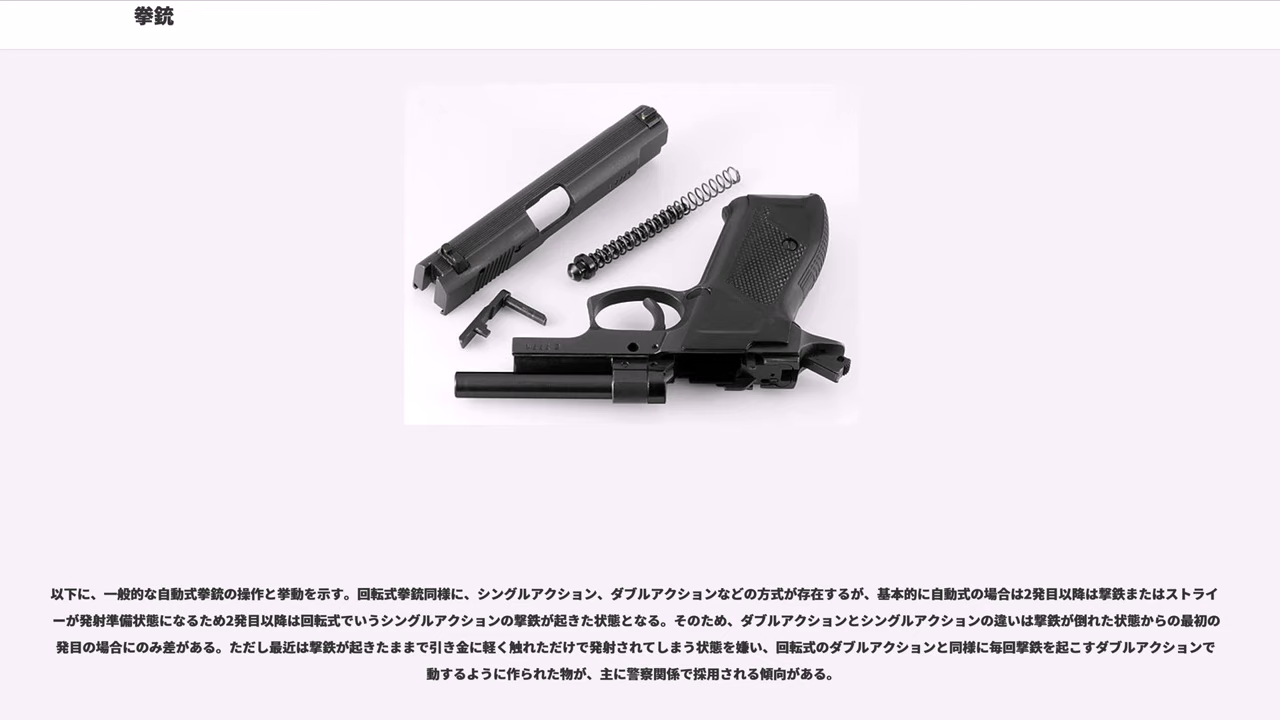 拳銃
以下に、一般的な自動式拳銃の操作と挙動を示す。回転式拳銃同様に、シングルアクション、ダブルアクションなどの方式が存在するが、基本的に自動式の場合は2発目以降は撃鉄またはストライ
ーが発射準備状態になるため2発目以降は回転式でいうシングルアクションの撃鉄が起きた状態となる。そのため、ダブルアクションとシングルアクションの違いは撃鉄が倒れた状態からの最初の
発目の場合にのみ差がある。ただし最近は撃鉄が起きたままで引き金に軽く触れただけで発射されてしまう状態を嫌い、回転式のダブルアクションと同様に毎回撃鉄を起こすダブルアクションで
動するように作られた物が、主に警察関係で採用される傾向がある。